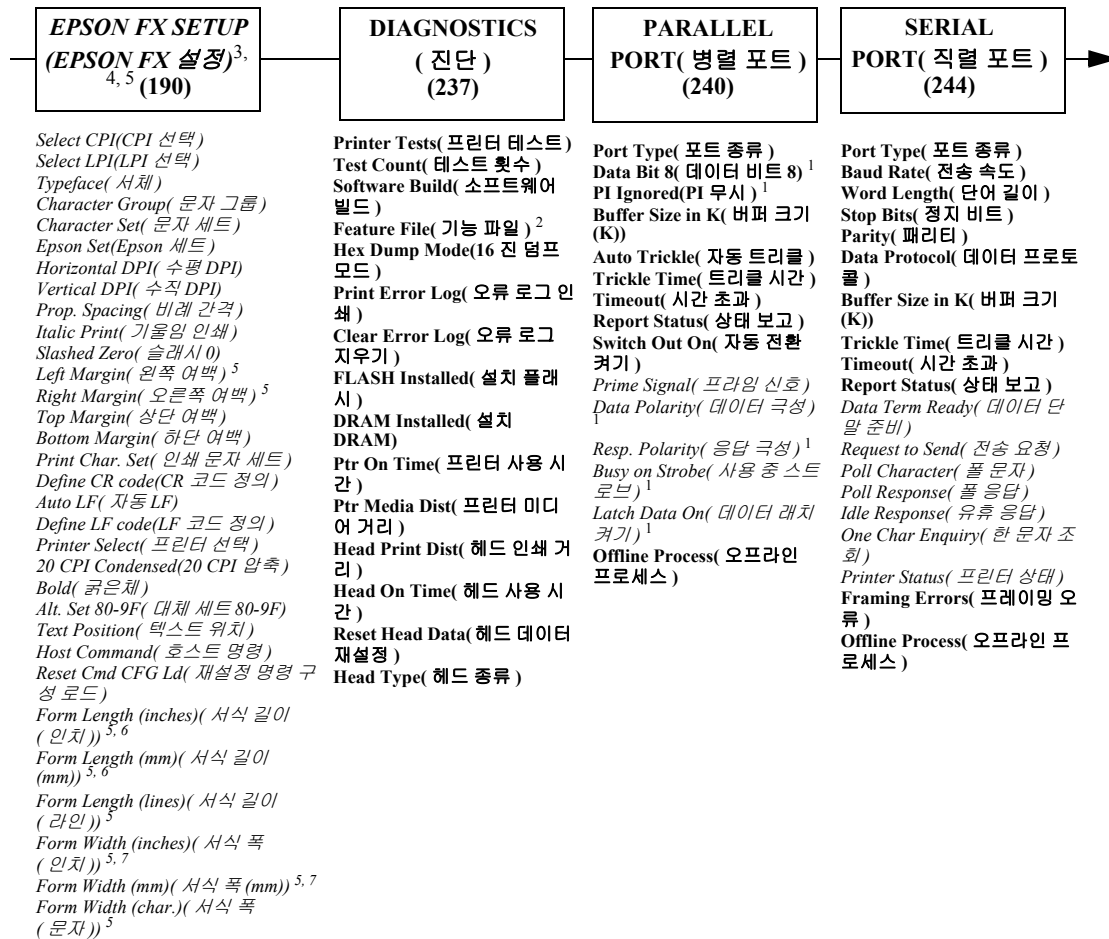 EPSON FX SETUP
(EPSON FX 설정)3,
4, 5 (190)
Select CPI(CPI 선택 )
Select LPI(LPI 선택 )
Typeface( 서체 )
Character Group( 문자 그룹 )
Character Set( 문자 세트 )
Epson Set(Epson 세트 )
Horizontal DPI( 수평 DPI)
Vertical DPI( 수직 DPI)
Prop. Spacing( 비례 간격 )
Italic Print( 기울임 인쇄 )
Slashed Zero( 슬래시 0)
Left Margin( 왼쪽 여백 ) 5
Right Margin( 오른쪽 여백 ) 5
Top Margin( 상단 여백 )
Bottom Margin( 하단 여백 )
Print Char. Set( 인쇄 문자 세트 )
Define CR code(CR 코드 정의 )
Auto LF( 자동 LF)
Define LF code(LF 코드 정의 )
Printer Select( 프린터 선택 )
20 CPI Condensed(20 CPI 압축 )
Bold( 굵은체 )
Alt. Set 80-9F( 대체 세트 80-9F)
Text Position( 텍스트 위치 )
Host Command( 호스트 명령 )
Reset Cmd CFG Ld( 재설정 명령 구
성 로드 )
Form Length (inches)( 서식 길이
( 인치 )) 5, 6
Form Length (mm)( 서식 길이
(mm)) 5, 6
Form Length (lines)( 서식 길이
( 라인 )) 5
Form Width (inches)( 서식 폭
( 인치 )) 5, 7
Form Width (mm)( 서식 폭 (mm)) 5, 7
Form Width (char.)( 서식 폭
( 문자 )) 5
DIAGNOSTICS
( 진단 )
(237)
Printer Tests( 프린터 테스트 )
Test Count( 테스트 횟수 )
Software Build( 소프트웨어
빌드 )
Feature File( 기능 파일 ) 2
Hex Dump Mode(16 진 덤프
모드 )
Print Error Log( 오류 로그 인
쇄 )
Clear Error Log( 오류 로그
지우기 )
FLASH Installed( 설치 플래
시 )
DRAM Installed( 설치
DRAM)
Ptr On Time( 프린터 사용 시
간 )
Ptr Media Dist( 프린터 미디
어 거리 )
Head Print Dist( 헤드 인쇄 거
리 )
Head On Time( 헤드 사용 시
간 )
Reset Head Data( 헤드 데이터
재설정 )
Head Type( 헤드 종류 )
PARALLEL
PORT( 병렬 포트 )
(240)
Port Type( 포트 종류 )
Data Bit 8( 데이터 비트 8) 1
PI Ignored(PI 무시 ) 1
Buffer Size in K( 버퍼 크기
(K))
Auto Trickle( 자동 트리클 )
Trickle Time( 트리클 시간 )
Timeout( 시간 초과 )
Report Status( 상태 보고 )
Switch Out On( 자동 전환
켜기 )
Prime Signal( 프라임 신호 )
Data Polarity( 데이터 극성 )
1
Resp. Polarity( 응답 극성 ) 1
Busy on Strobe( 사용 중 스트
로브 ) 1
Latch Data On( 데이터 래치
켜기 ) 1
Offline Process( 오프라인
프로세스 )
SERIAL
PORT( 직렬 포트 )
(244)
Port Type( 포트 종류 )
Baud Rate( 전송 속도 )
Word Length( 단어 길이 )
Stop Bits( 정지 비트 )
Parity( 패리티 )
Data Protocol( 데이터 프로토
콜 )
Buffer Size in K( 버퍼 크기
(K))
Trickle Time( 트리클 시간 )
Timeout( 시간 초과 )
Report Status( 상태 보고 )
Data Term Ready( 데이터 단
말 준비 )
Request to Send( 전송 요청 )
Poll Character( 폴 문자 )
Poll Response( 폴 응답 )
Idle Response( 유휴 응답 )
One Char Enquiry( 한 문자 조
회 )
Printer Status( 프린터 상태 )
Framing Errors( 프레이밍 오
류 )
Offline Process( 오프라인 프
로세스 )